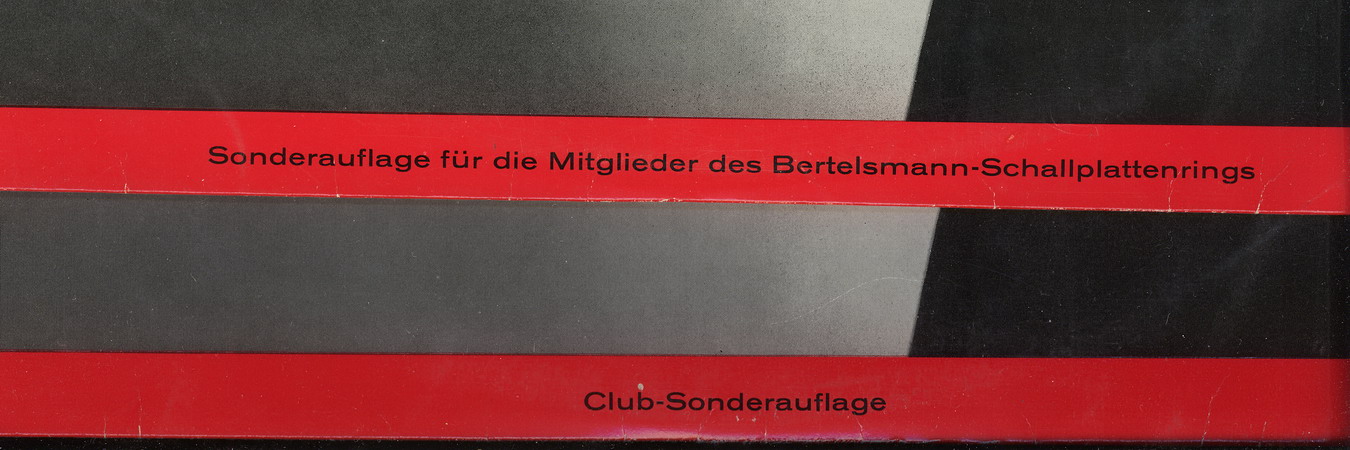 Sonderauflage für die Mitglieder des Bertelsmann-Schallplattenrings
Club-Sonderauflage